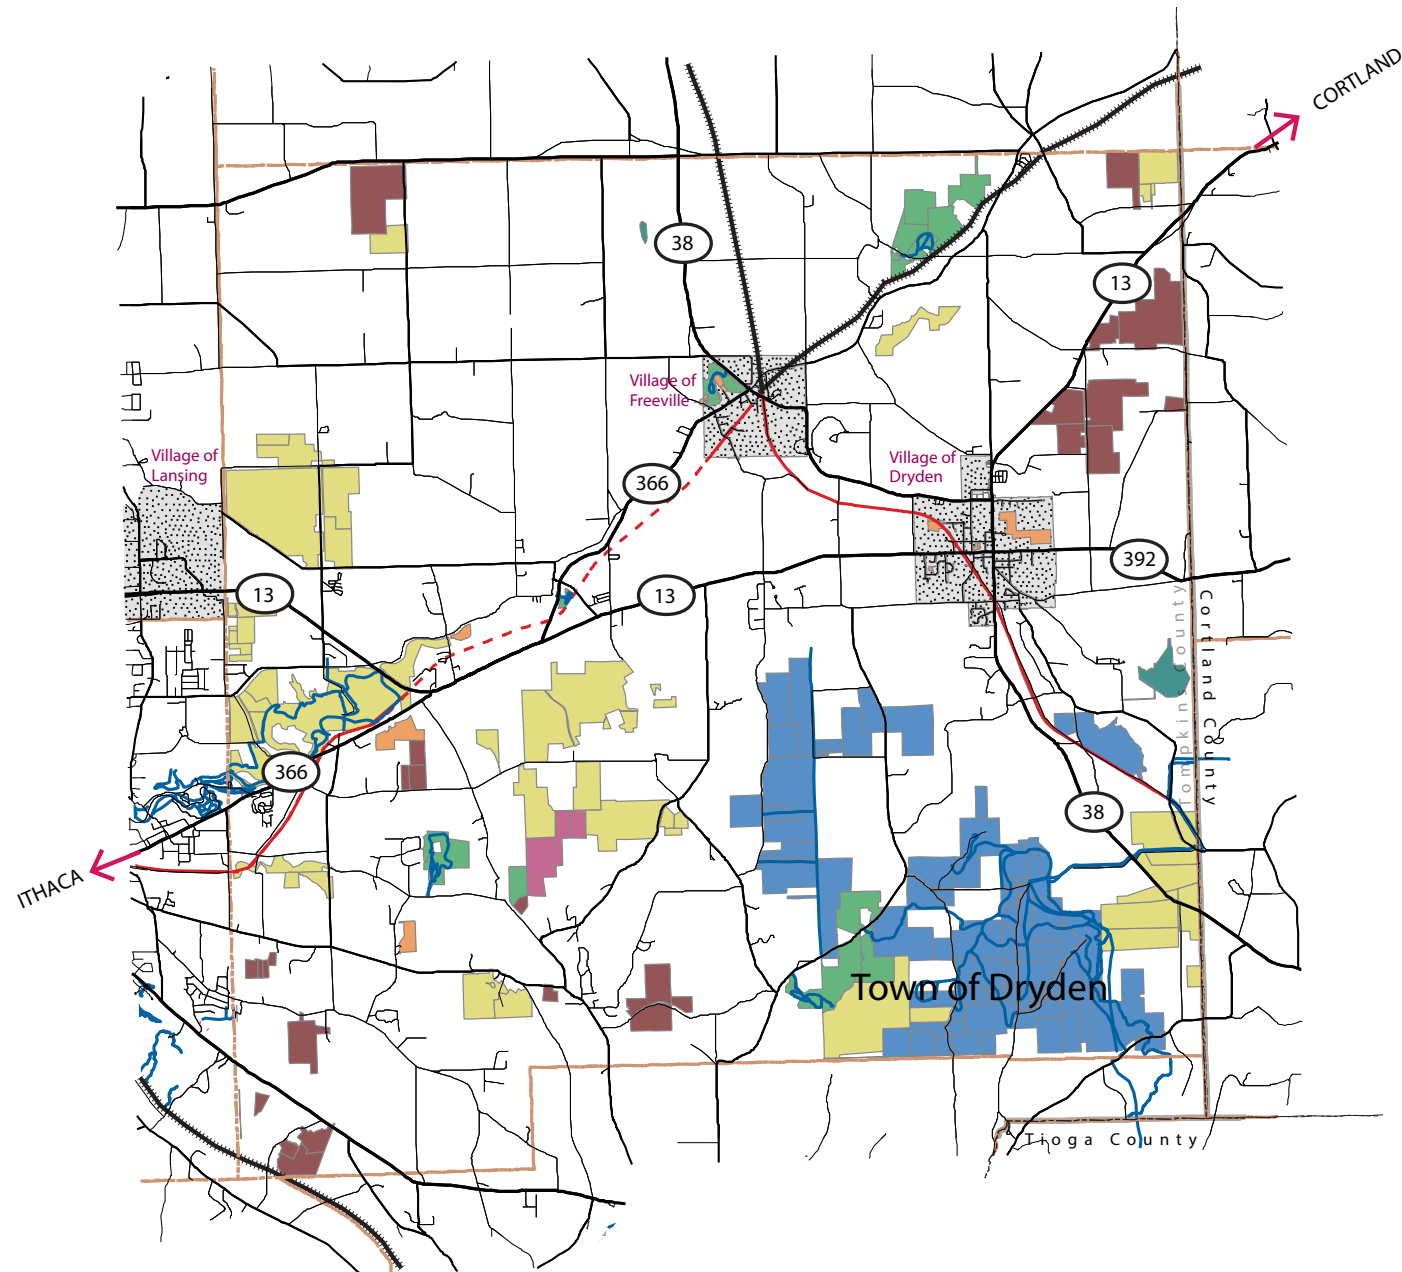 CORTLAND
38
13
Village of
Freeville
Village of
Lansing
Village of
Dryden
366
392
13
13
Tompkins County
Cortland County
366
38
ITHACA
Town of Dryden
Tioga County